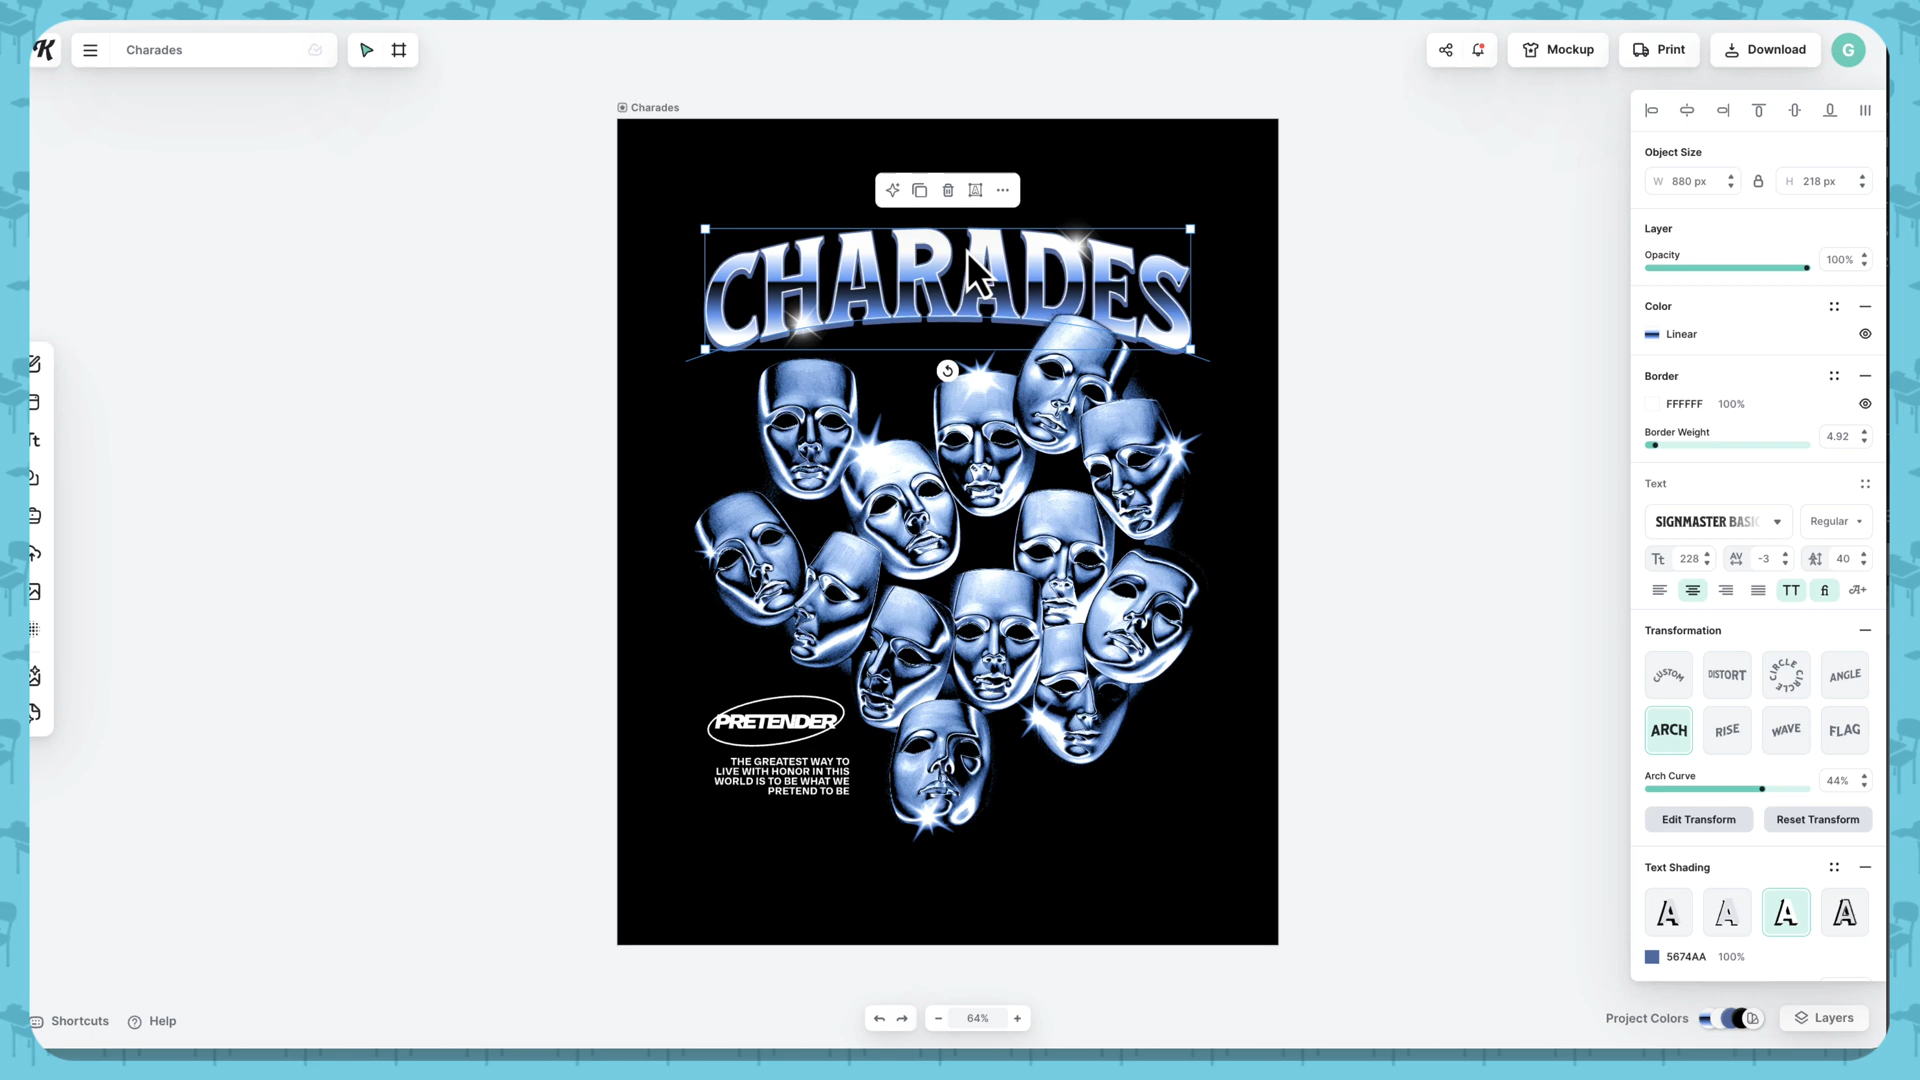 K
Charades
Mockup
Print
Download
G
Charades
CHARADES
PRETENDER
THE GREATEST WAY TO
LIVE WITH HONOR IN THIS
WORLD IS TO BE WHAT WE
PRETEND TO BE
Object Size
W 880 px
H 218 px
Layer
Opacity
100%
Color
Linear
Border
FFFFFF 100%
Border Weight
4.92
Text
SIGNMASTER BASIC
Regular
Tt 228
AV -3
A 40
TT fi A+
Transformation
CUSTOM
DISTORT
CIRCLE CIRCLE
ANGLE
ARCH
RISE
WAVE
FLAG
Arch Curve
44%
Edit Transform
Reset Transform
Text Shading
A A A A
5674AA 100%
Shortcuts
Help
64%
Project Colors
Layers